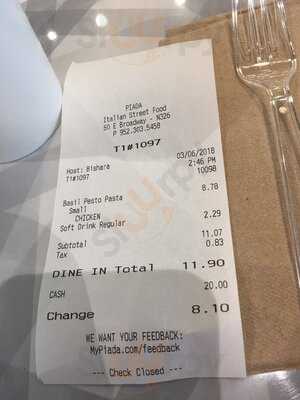 PIADA
Italian Street Food
60 E Broadway - N326
P 952.303.5458
T1#1097
Host: Bishara 03/06/2018
T1#1097 2:46 PM
10098
Basil Pesto Pasta 8.78
Small
CHICKEN
Soft Drink Regular 2.29
Subtotal 11.07
Tax 0.83
DINE IN Total 11.90
CASH 20.00
Change 8.10
WE WANT YOUR FEEDBACK:
MyPiada.com/feedback
--- Check Closed ---